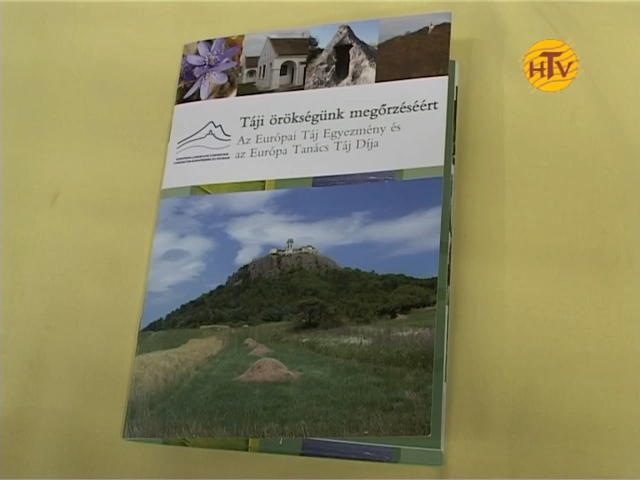 HTV
Táji örökségünk megőrzéséért
Az Európai Táj Egyezmény és
az Európa Tanács Táj Díja